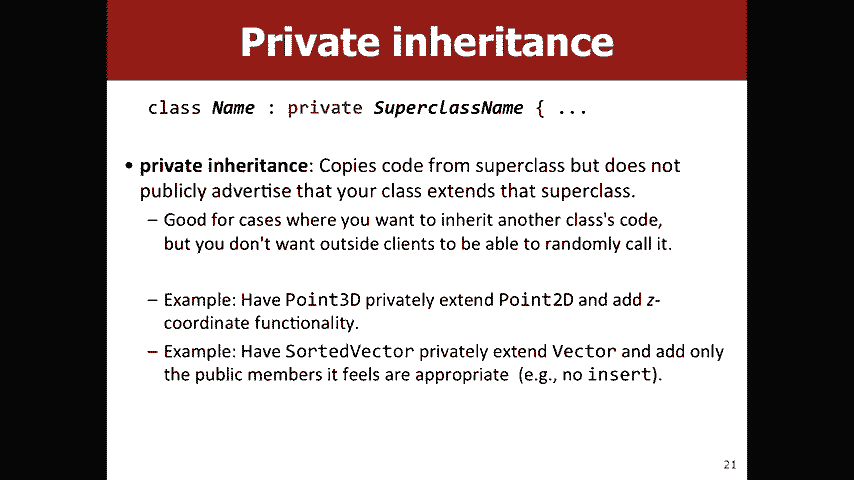 Private inheritance
class Name : private SuperclassName { ...
• private inheritance: Copies code from superclass but does not
publicly advertise that your class extends that superclass.
– Good for cases where you want to inherit another class's code,
but you don't want outside clients to be able to randomly call it.
– Example: Have Point3D privately extend Point2D and add z-
coordinate functionality.
– Example: Have SortedVector privately extend Vector and add only
the public members it feels are appropriate (e.g., no insert).
21